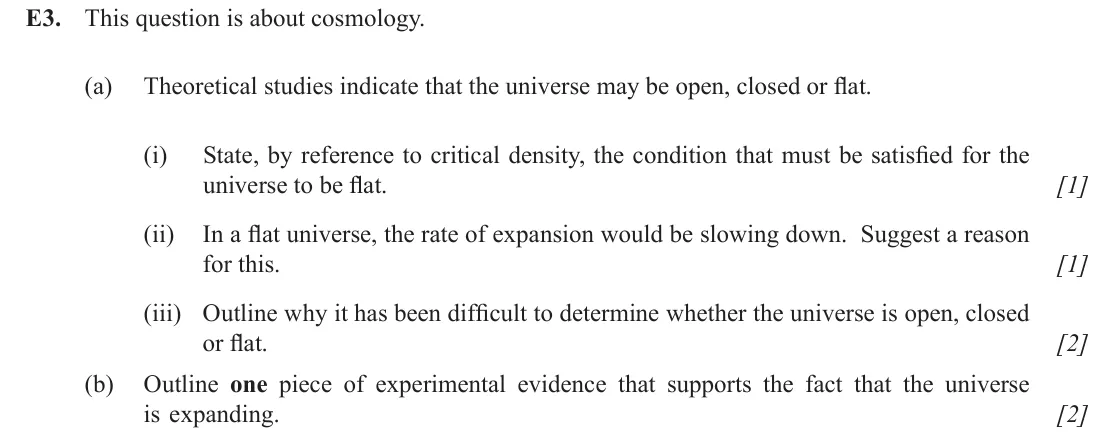 E3. This question is about cosmology.
(a) Theoretical studies indicate that the universe may be open, closed or flat.
(i) State, by reference to critical density, the condition that must be satisfied for the
universe to be flat. [1]
(ii) In a flat universe, the rate of expansion would be slowing down. Suggest a reason
for this. [1]
(iii) Outline why it has been difficult to determine whether the universe is open, closed
or flat. [2]
(b) Outline one piece of experimental evidence that supports the fact that the universe
is expanding. [2]